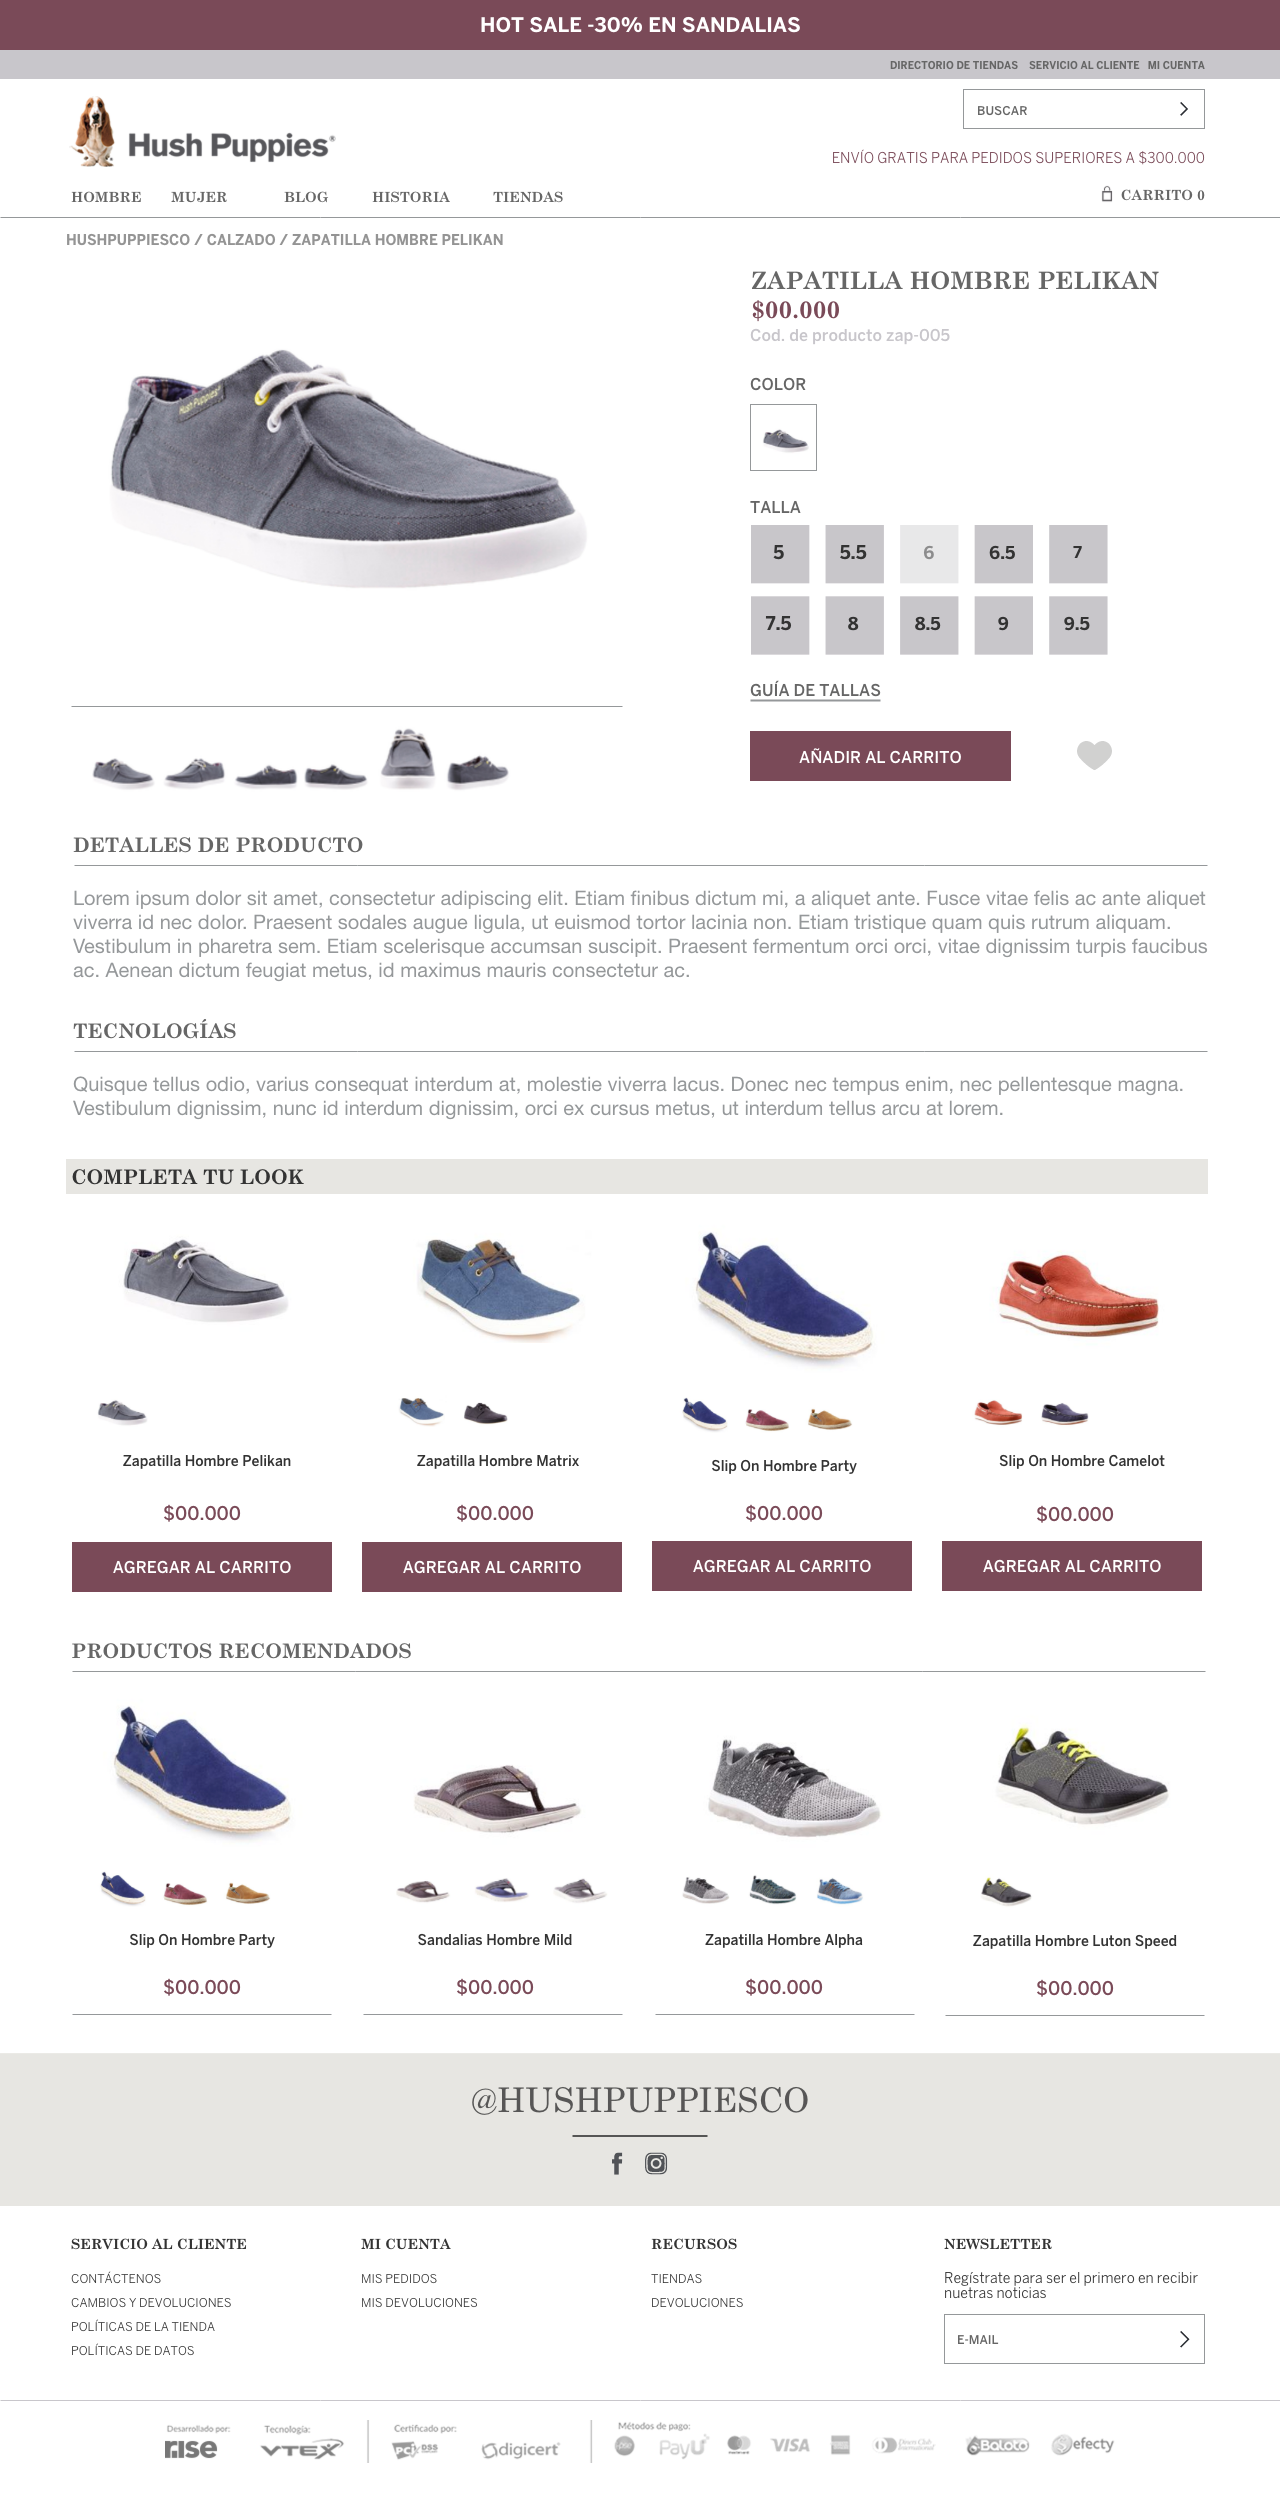 HOT SALE -30% EN SANDALIAS
DIRECTORIO DE TIENDAS SERVICIO AL CLIENTE MI CUENTA
Hush Puppies®
BUSCAR
ENVÍO GRATIS PARA PEDIDOS SUPERIORES A $300.000
HOMBRE MUJER BLOG HISTORIA TIENDAS
CARRITO 0
HUSHPUPPIESCO / CALZADO / ZAPATILLA HOMBRE PELIKAN
Hush Puppies
ZAPATILLA HOMBRE PELIKAN
$00.000
Cod. de producto zap-005
COLOR
TALLA
5 5.5 6 6.5 7
7.5 8 8.5 9 9.5
GUÍA DE TALLAS
AÑADIR AL CARRITO
DETALLES DE PRODUCTO
Lorem ipsum dolor sit amet, consectetur adipiscing elit. Etiam finibus dictum mi, a aliquet ante. Fusce vitae felis ac ante aliquet
viverra id nec dolor. Praesent sodales augue ligula, ut euismod tortor lacinia non. Etiam tristique quam quis rutrum aliquam.
Vestibulum in pharetra sem. Etiam scelerisque accumsan suscipit. Praesent fermentum orci orci, vitae dignissim turpis faucibus
ac. Aenean dictum feugiat metus, id maximus mauris consectetur ac.
TECNOLOGÍAS
Quisque tellus odio, varius consequat interdum at, molestie viverra lacus. Donec nec tempus enim, nec pellentesque magna.
Vestibulum dignissim, nunc id interdum dignissim, orci ex cursus metus, ut interdum tellus arcu at lorem.
COMPLETA TU LOOK
Zapatilla Hombre Pelikan
Zapatilla Hombre Matrix
Slip On Hombre Party
Slip On Hombre Camelot
$00.000 $00.000 $00.000 $00.000
AGREGAR AL CARRITO AGREGAR AL CARRITO AGREGAR AL CARRITO AGREGAR AL CARRITO
PRODUCTOS RECOMENDADOS
Slip On Hombre Party
Sandalias Hombre Mild
Zapatilla Hombre Alpha
Zapatilla Hombre Luton Speed
$00.000 $00.000 $00.000 $00.000
@HUSHPUPPIESCO
SERVICIO AL CLIENTE
CONTÁCTENOS
CAMBIOS Y DEVOLUCIONES
POLÍTICAS DE LA TIENDA
POLÍTICAS DE DATOS
MI CUENTA
MIS PEDIDOS
MIS DEVOLUCIONES
RECURSOS
TIENDAS
DEVOLUCIONES
NEWSLETTER
Regístrate para ser el primero en recibir
nuetras noticias
E-MAIL
Desarrollado por:
rise
Tecnología:
VTEX
Certificado por:
PCI DSS
digicert
Métodos de pago:
pse
PayU
VISA
Diners Club
International
Baloto
efecty